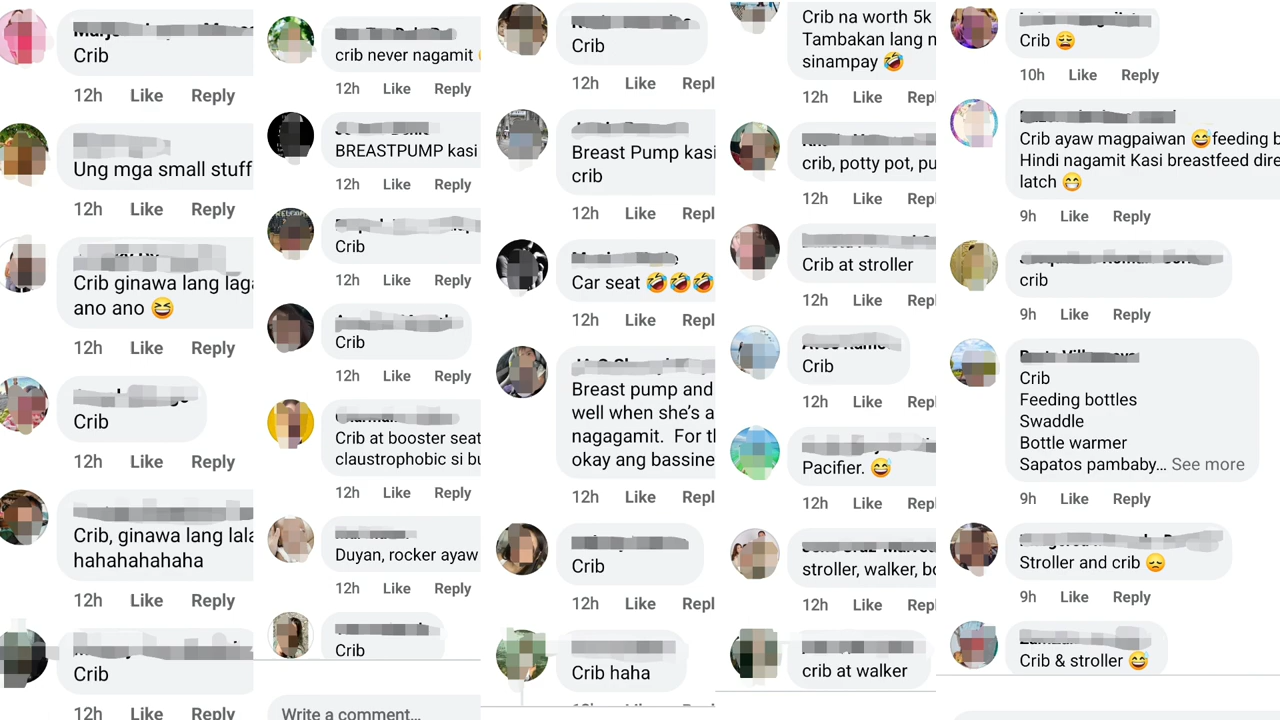 Crib
12h Like Reply
Ung mga small stuff
12h Like Reply
Crib ginawa lang
ano ano 😆
12h Like Reply
Crib
12h Like Reply
Crib, ginawa lang
hahahahahaha
12h Like Reply
Crib
12h Like Reply
crib never nagamit
12h Like Reply
BREASTPUMP kasi
12h Like Reply
Crib
12h Like Reply
Crib
12h Like Reply
Crib at booster seat
claustrophobic si
12h Like Reply
Duyan, rocker ayaw
12h Like Reply
Crib
Write a comment...
Crib
12h Like Reply
Breast Pump kasi
crib
12h Like Repl
Car seat 🤣🤣🤣
12h Like Repl
Breast pump and
well when she's a
nagagamit. For
okay ang
12h Like Repl
Crib
12h Like Repl
Crib haha
Crib na worth 5k
Tambakan lang
sinampay 🤣
12h Like Repl
crib, potty pot,
12h Like Repl
Crib at stroller
12h Like Repl
Crib
12h Like Repl
Pacifier. 😅
12h Like Repl
stroller, walker,
12h Like Repl
crib at walker
Crib 😩
10h Like Reply
Crib ayaw magpaiwan 😅feeding b
Hindi nagamit Kasi breastfeed dire
latch 😁
9h Like Reply
crib
9h Like Reply
Crib
Feeding bottles
Swaddle
Bottle warmer
Sapatos pambaby... See more
9h Like Reply
Stroller and crib 😞
9h Like Reply
Crib & stroller 😅